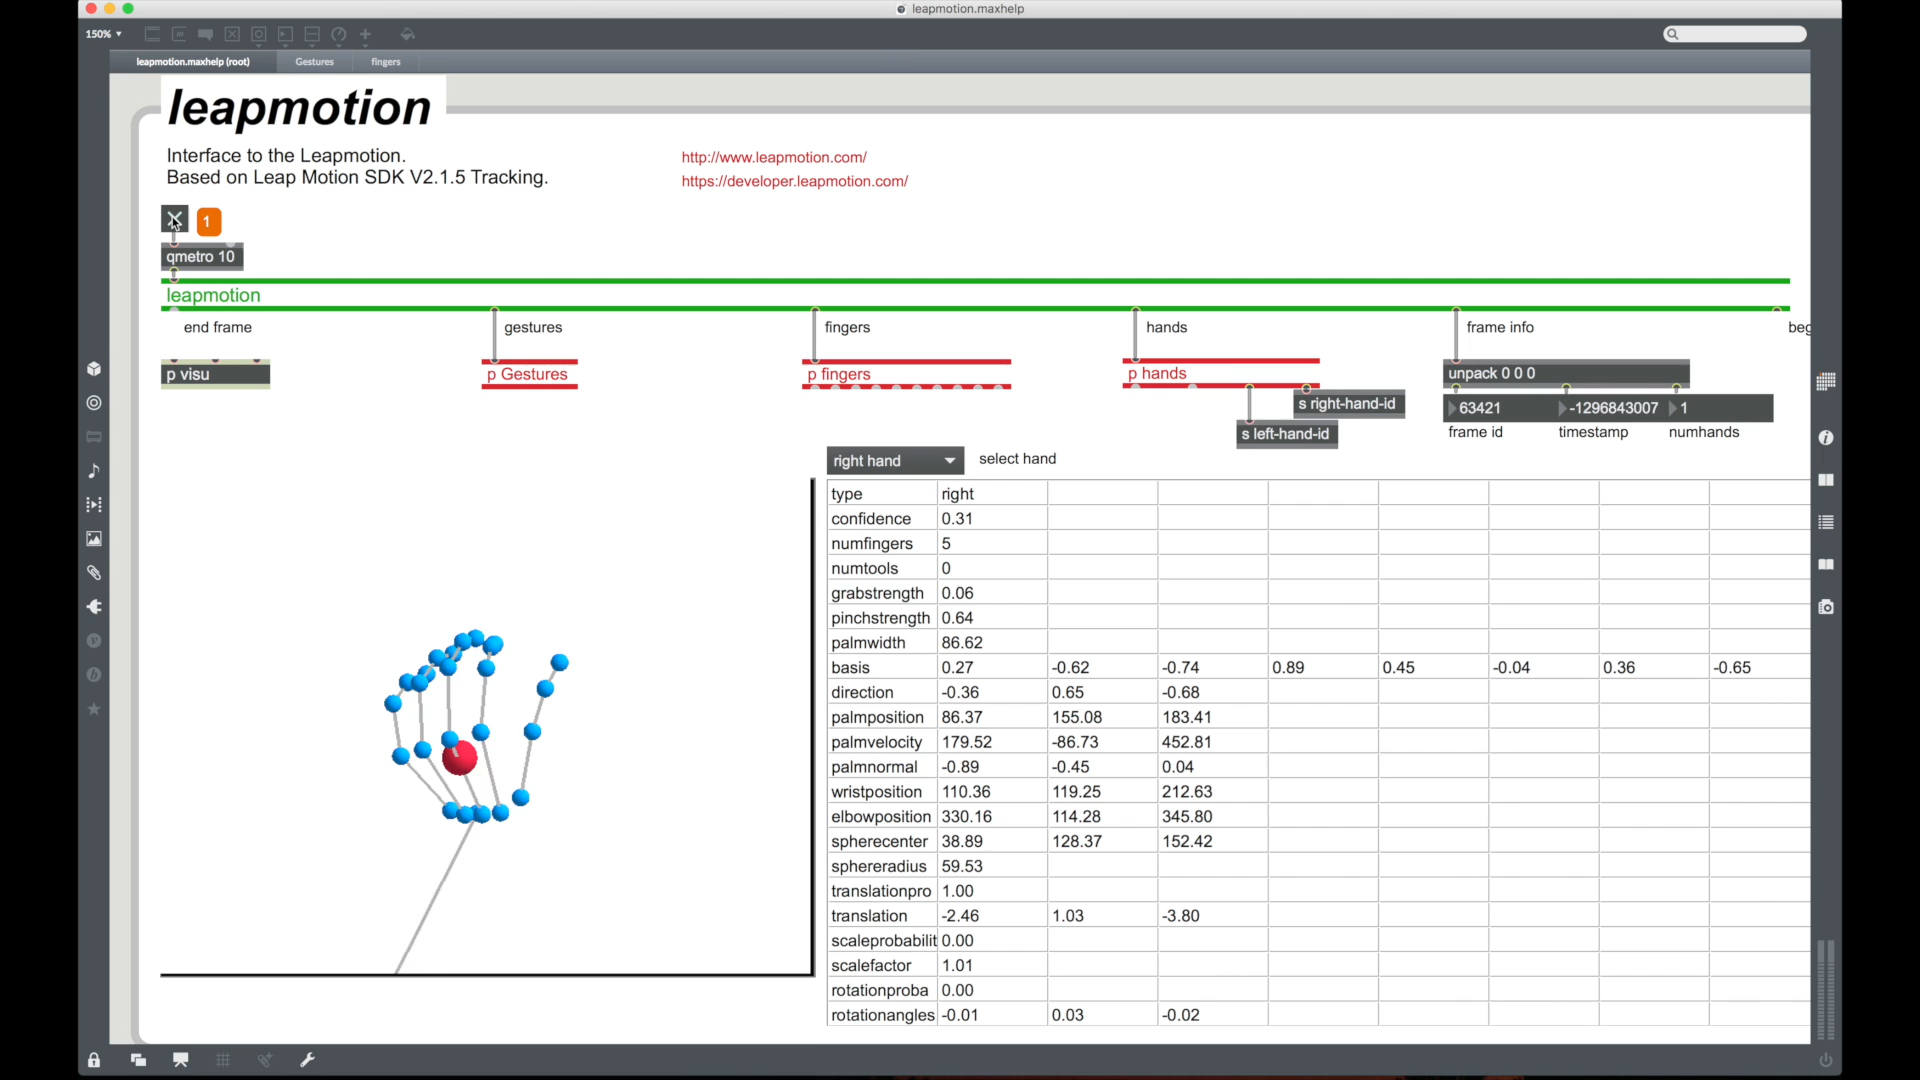 leapmotion.maxhelp
150%
leapmotion.maxhelp (root)
Gestures
fingers
leapmotion
Interface to the Leapmotion.
Based on Leap Motion SDK V2.1.5 Tracking.
http://www.leapmotion.com/
https://developer.leapmotion.com/
1
qmetro 10
leapmotion
end frame
gestures
fingers
hands
frame info
beg
p visu
p Gestures
p fingers
p hands
unpack 0 0 0
s right-hand-id
s left-hand-id
63421 -1296843007 1
frame id timestamp numhands
right hand select hand
type right
confidence 0.31
numfingers 5
numtools 0
grabstrength 0.06
pinchstrength 0.64
palmwidth 86.62
basis 0.27 -0.62 -0.74 0.89 0.45 -0.04 0.36 -0.65
direction -0.36 0.65 -0.68
palmposition 86.37 155.08 183.41
palmvelocity 179.52 -86.73 452.81
palmnormal -0.89 -0.45 0.04
wristposition 110.36 119.25 212.63
elbowposition 330.16 114.28 345.80
spherecenter 38.89 128.37 152.42
sphereradius 59.53
translationpro 1.00
translation -2.46 1.03 -3.80
scaleprobabilit 0.00
scalefactor 1.01
rotationproba 0.00
rotationangles -0.01 0.03 -0.02